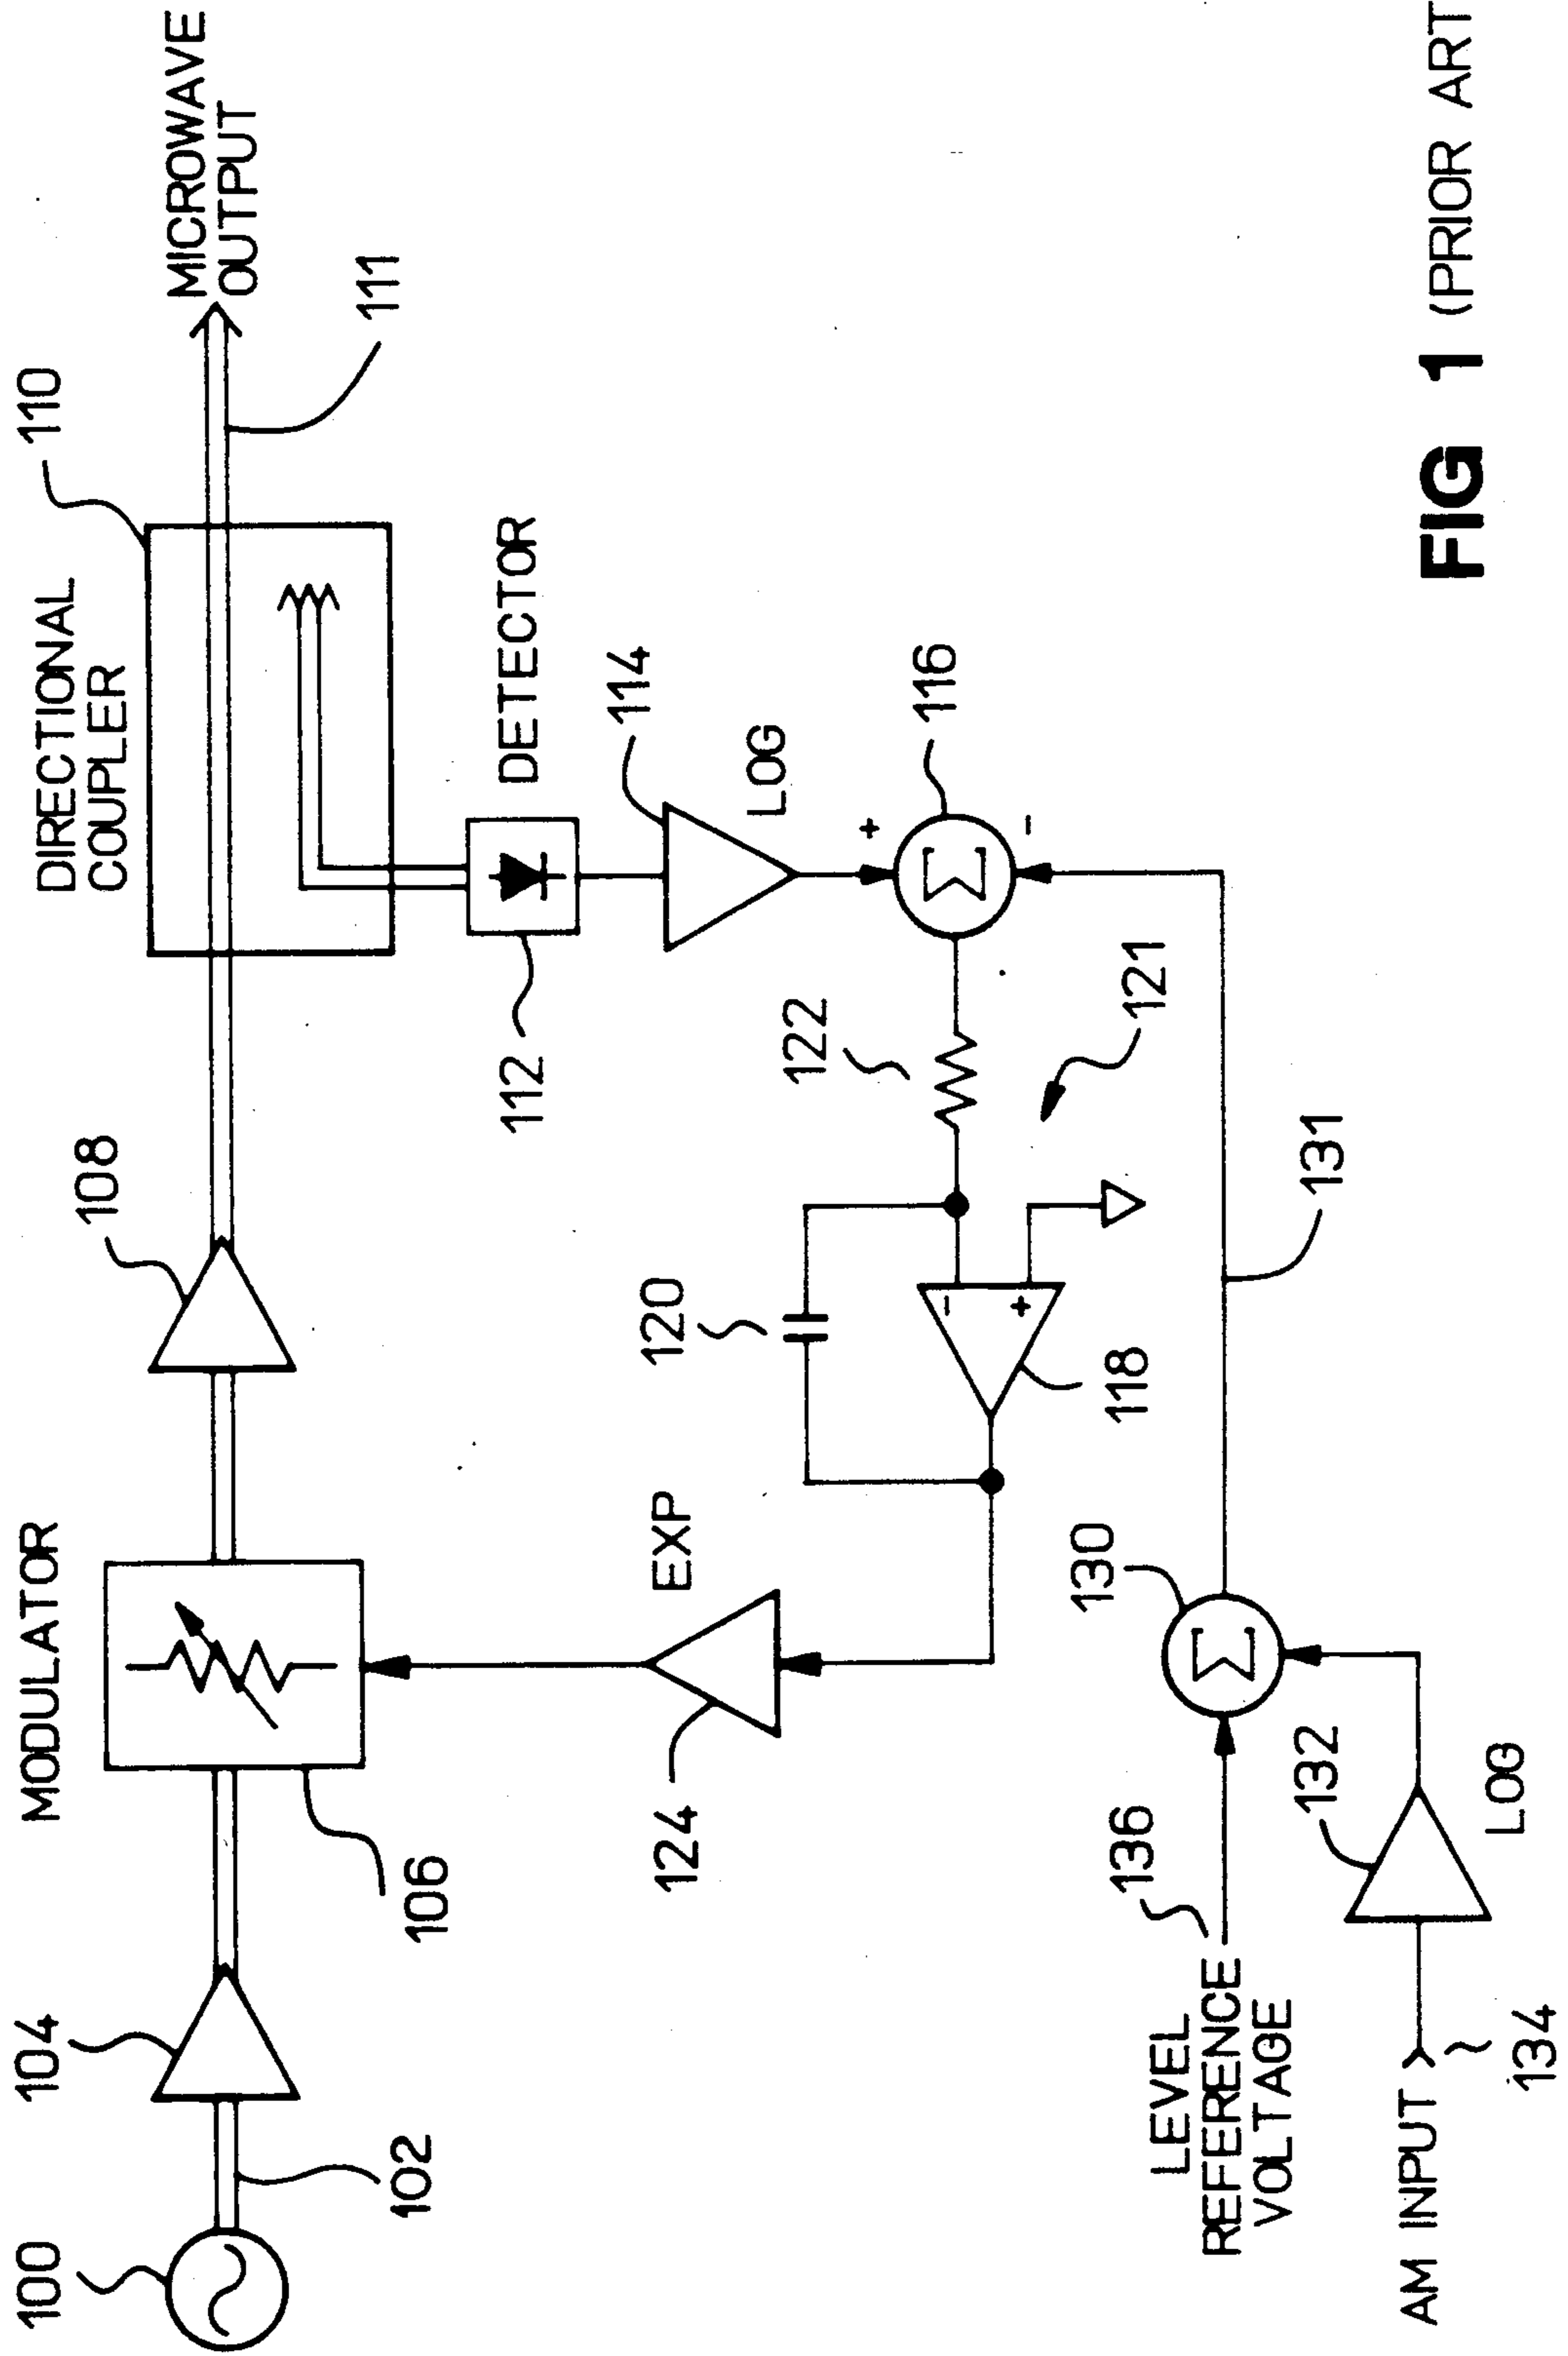 110
MICROWAVE
OUTPUT
DIRECTIONAL
COUPLER
111
108
MODULATOR
104
100
102
106
112
DETECTOR
114
LOG
EXP
124
120
122
+
116
-
-
+
118
121
130
131
LEVEL
REFERENCE
VOLTAGE
136
132
LOG
AM INPUT
134
Σ
Σ
FIG 1 (PRIOR ART